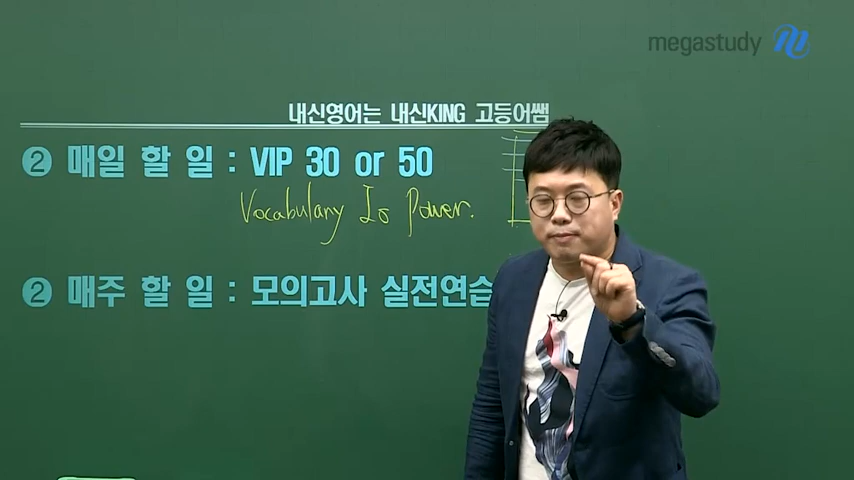 megastudy
내신영어는 내신KING 고등어쌤
② 매일 할 일 : VIP 30 or 50
Vocabulary Is Power.
② 매주 할 일 : 모의고사 실전연습